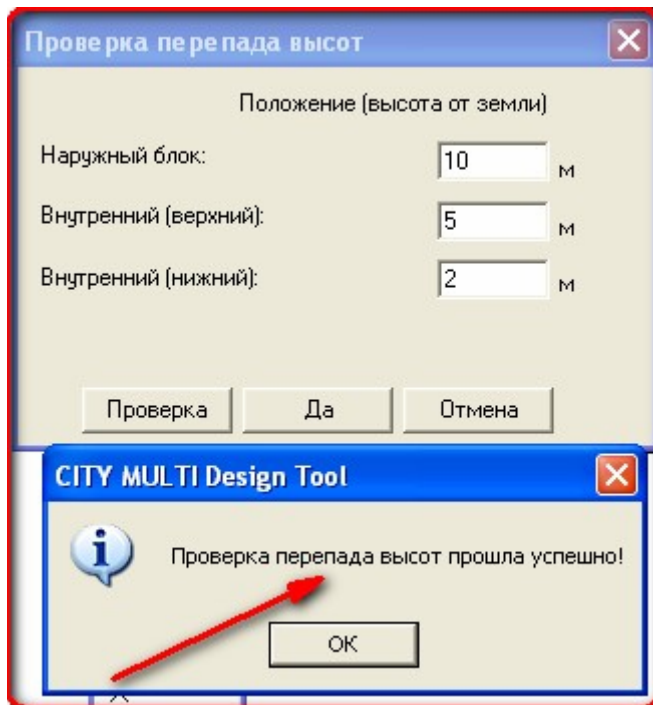 Проверка перепада высот
Положение (высота от земли)
Наружный блок: 10 м
Внутренний (верхний): 5 м
Внутренний (нижний): 2 м
Проверка Да Отмена
CITY MULTI Design Tool
Проверка перепада высот прошла успешно!
OK